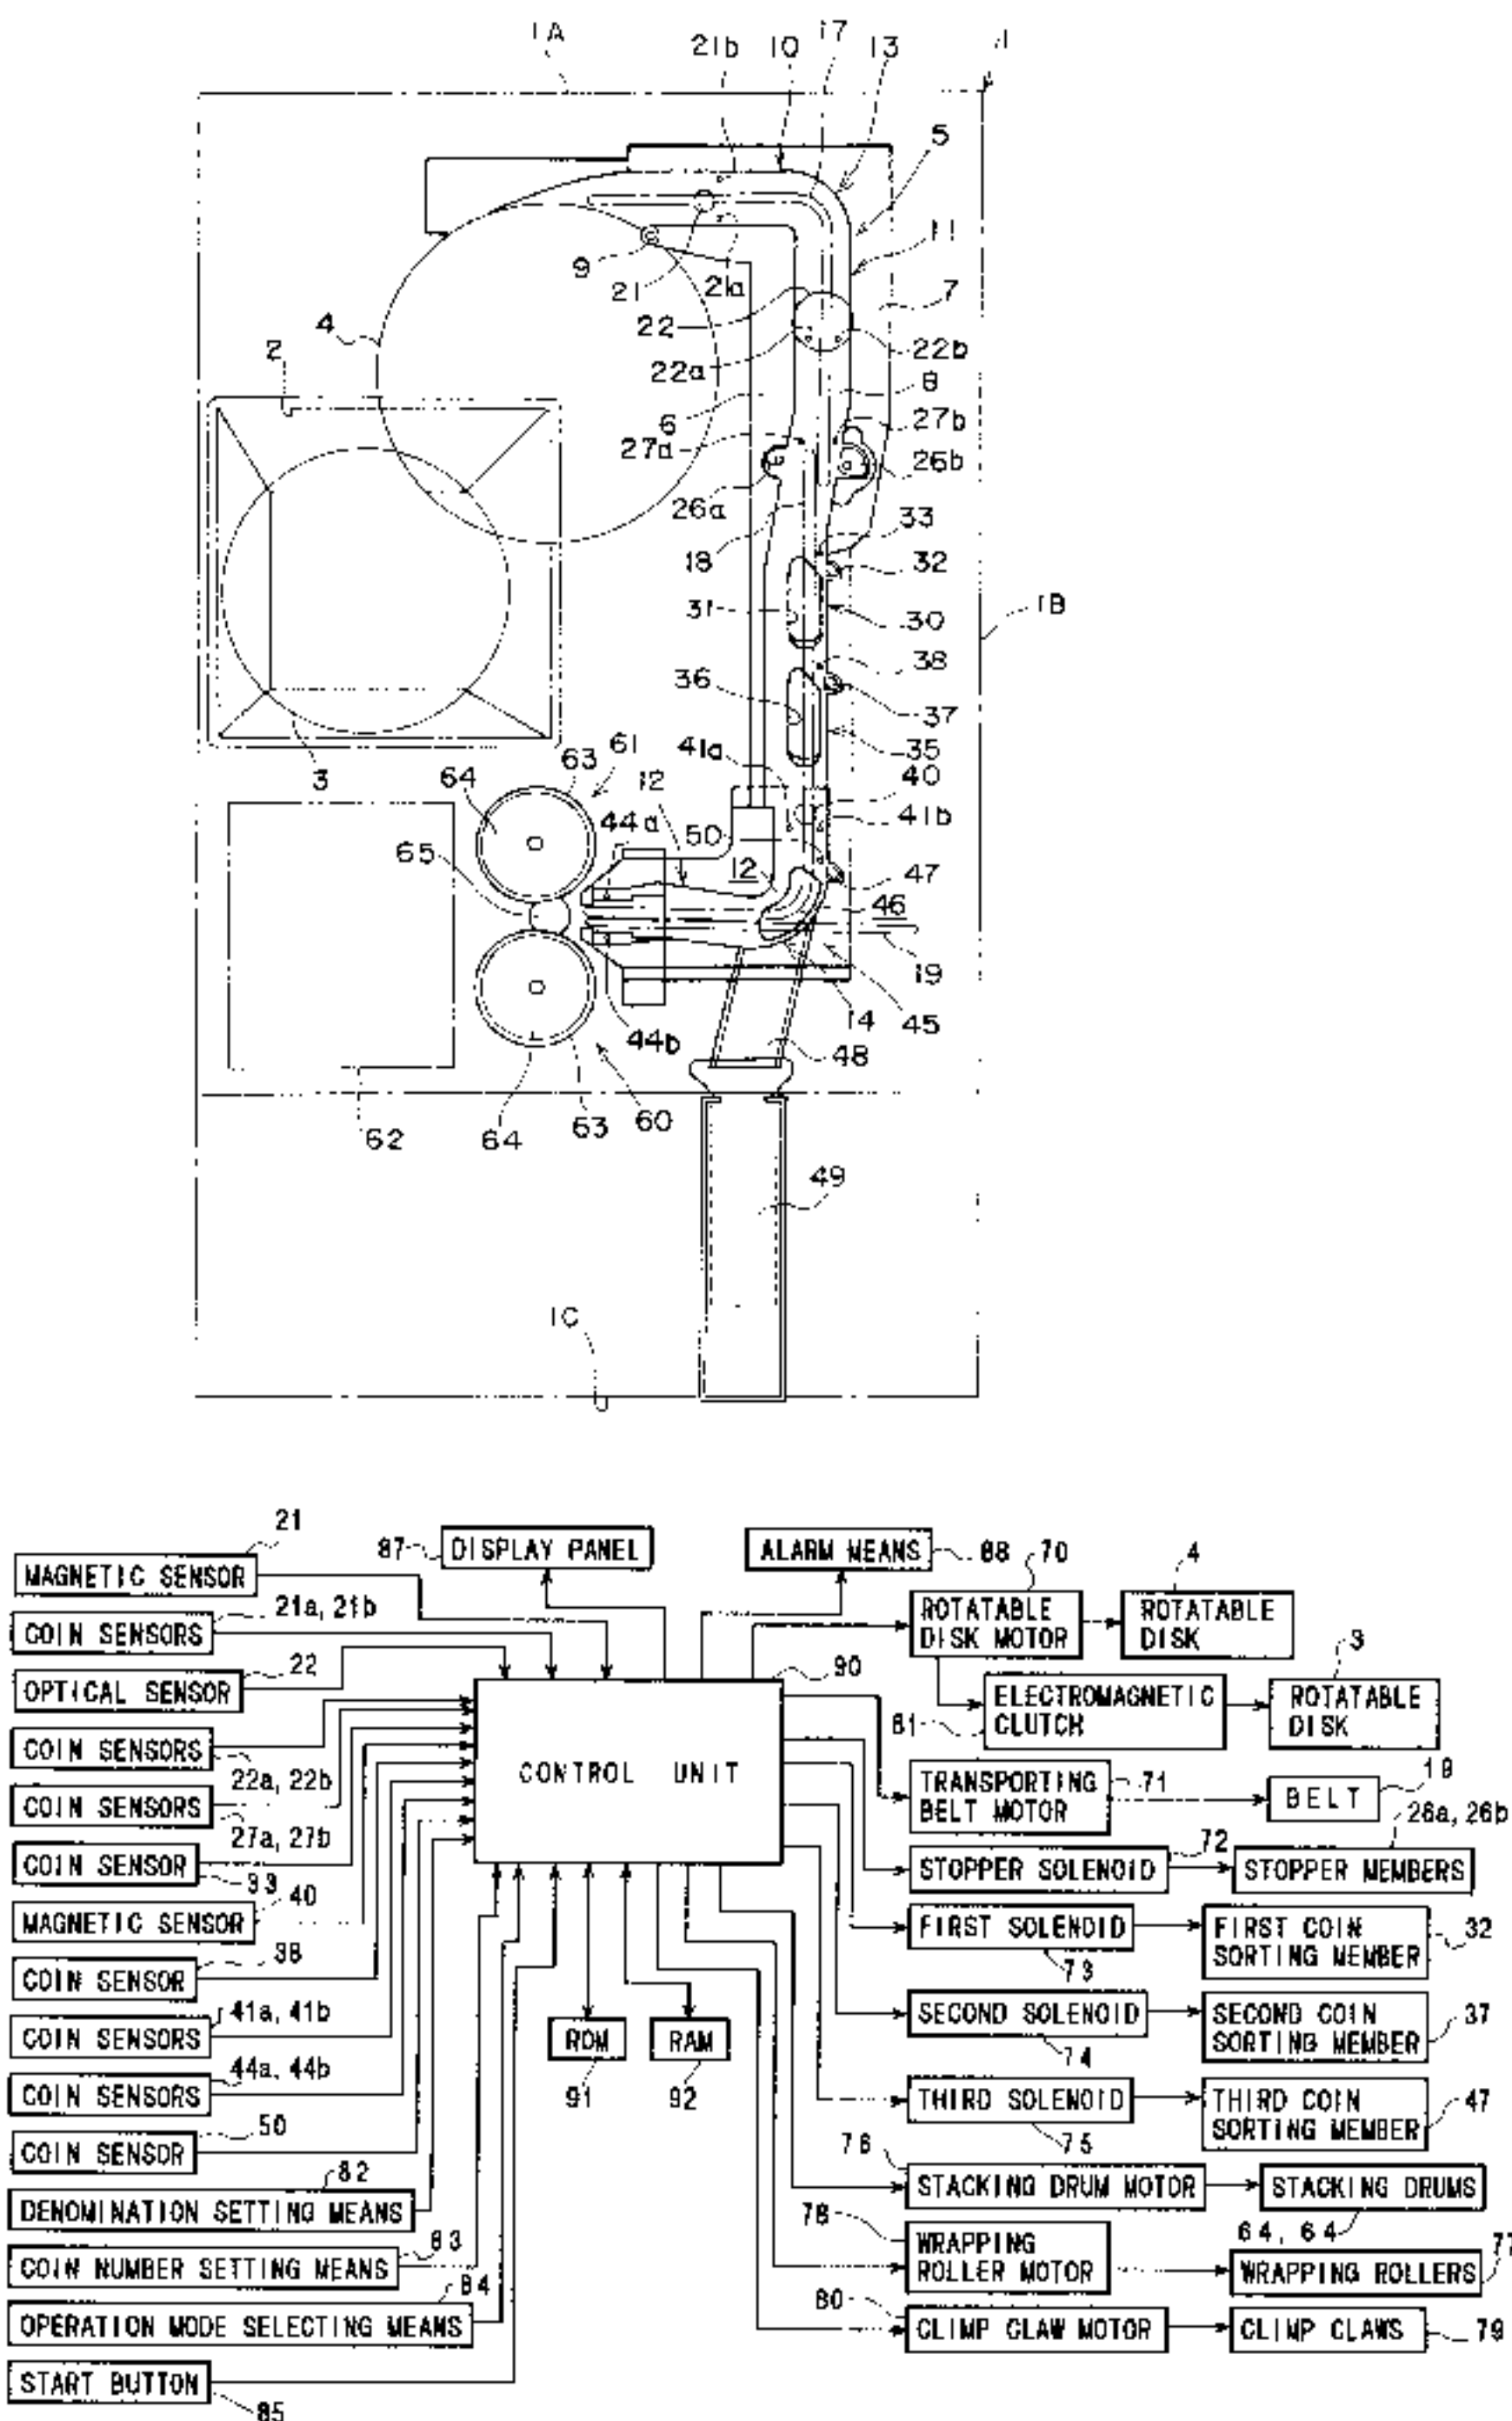 1A
21b
10
17
13
1
5
11
9
21
21a
7
4
22
22b
2
22a
8
6
27b
27a
26b
26a
33
18
32
1B
31
30
38
36
37
61
41a
35
63
3
64
12
40
44a
41b
50
65
12
47
46
19
14
45
44b
48
62
64
63
60
49
1C
21
87
DISPLAY PANEL
ALARM MEANS
88
70
4
MAGNETIC SENSOR
21a, 21b
ROTATABLE
DISK MOTOR
ROTATABLE
DISK
COIN SENSORS
22
90
3
OPTICAL SENSOR
ELECTROMAGNETIC
CLUTCH
81
ROTATABLE
DISK
COIN SENSORS
22a, 22b
CONTROL UNIT
TRANSPORTING
BELT MOTOR
71
BELT
19
COIN SENSORS
27a, 27b
26a, 26b
72
COIN SENSOR
33
STOPPER SOLENOID
STOPPER MEMBERS
MAGNETIC SENSOR
40
FIRST SOLENOID
73
FIRST COIN
SORTING MEMBER
32
38
COIN SENSOR
41a, 41b
SECOND SOLENOID
74
SECOND COIN
SORTING MEMBER
37
COIN SENSORS
ROM
RAM
44a, 44b
91
92
COIN SENSORS
THIRD SOLENOID
75
THIRD COIN
SORTING MEMBER
47
50
COIN SENSOR
82
76
DENOMINATION SETTING MEANS
STACKING DRUM MOTOR
STACKING DRUMS
64, 64
83
78
COIN NUMBER SETTING MEANS
WRAPPING
ROLLER MOTOR
WRAPPING ROLLERS
77
84
80
OPERATION MODE SELECTING MEANS
CLIMP CLAW MOTOR
CLIMP CLAWS
79
START BUTTON
85